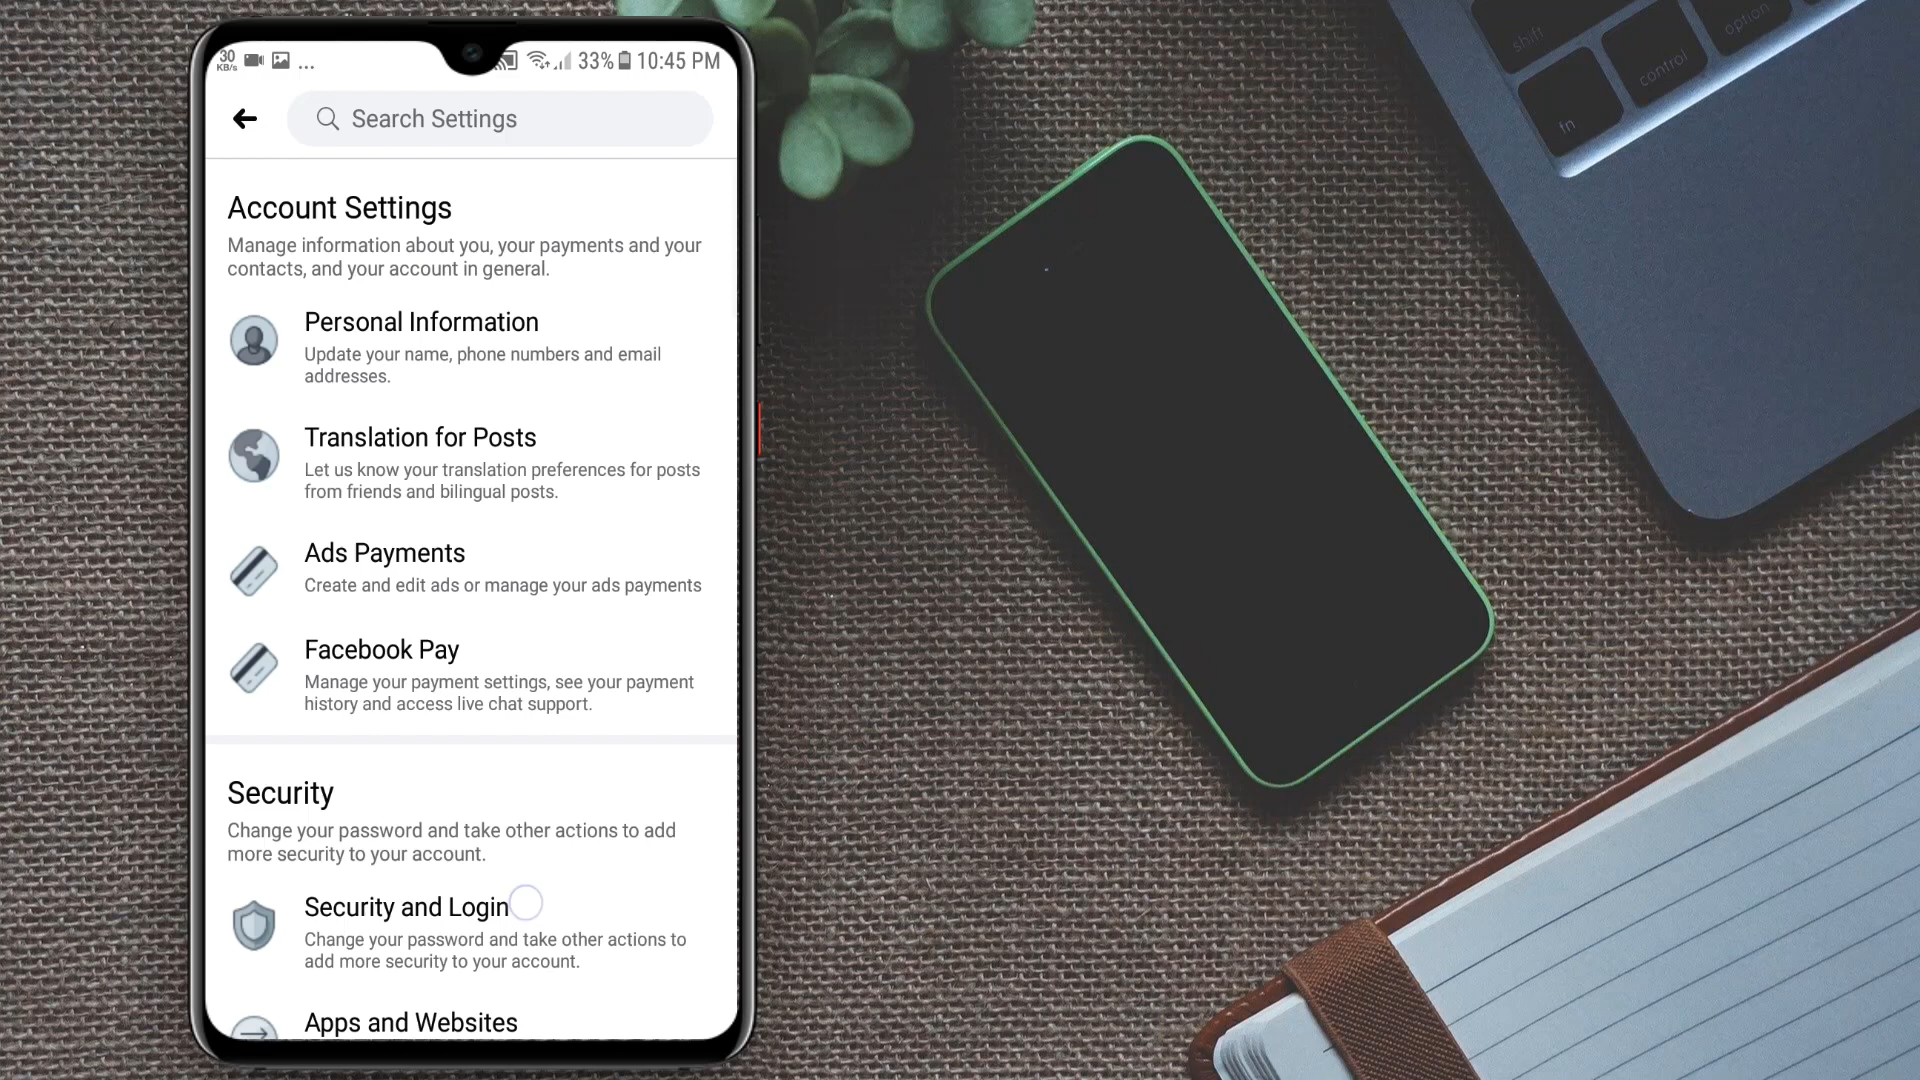 30
KB/s
...
33%
10:45 PM
Search Settings
Account Settings
Manage information about you, your payments and your
contacts, and your account in general.
Personal Information
Update your name, phone numbers and email
addresses.
Translation for Posts
Let us know your translation preferences for posts
from friends and bilingual posts.
Ads Payments
Create and edit ads or manage your ads payments
Facebook Pay
Manage your payment settings, see your payment
history and access live chat support.
Security
Change your password and take other actions to add
more security to your account.
Security and Login
Change your password and take other actions to
add more security to your account.
Apps and Websites
shift
control
option
fn